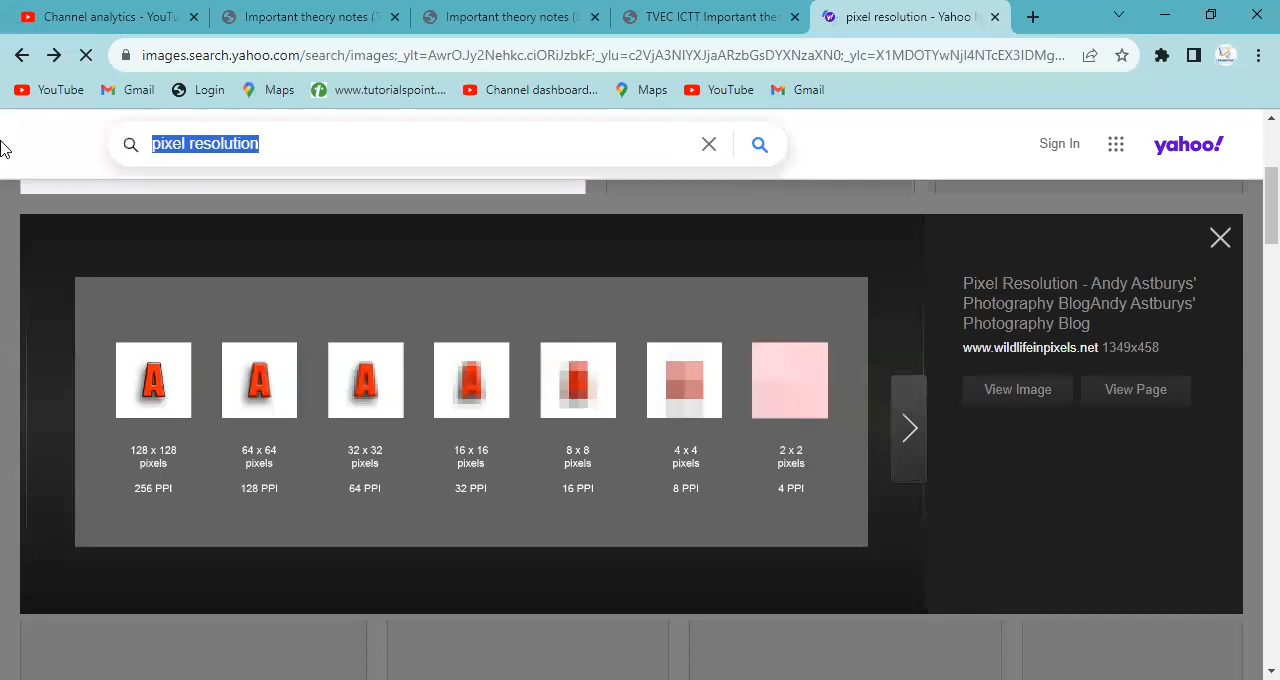 Channel analytics - YouTu
Important theory notes (S
Important theory notes (S
TVEC ICTT Important theo
pixel resolution - Yahoo I
images.search.yahoo.com/search/images;_ylt=AwrOJy2Nehkc.ciORiJzbkF;_ylu=c2VjA3NlYXJjaARzbGsDYXNzaXN0;_ylc=X1MDOTYwNjI4NTcEX3IDMg...
YouTube
Gmail
Login
Maps
www.tutorialspoint....
Channel dashboard...
Maps
YouTube
Gmail
pixel resolution
Sign In
yahoo!
Pixel Resolution - Andy Astburys'
Photography BlogAndy Astburys'
Photography Blog
www.wildlifeinpixels.net 1349x458
View Image
View Page
A
A
A
A
128 x 128
pixels
256 PPI
64 x 64
pixels
128 PPI
32 x 32
pixels
64 PPI
16 x 16
pixels
32 PPI
8 x 8
pixels
16 PPI
4 x 4
pixels
8 PPI
2 x 2
pixels
4 PPI